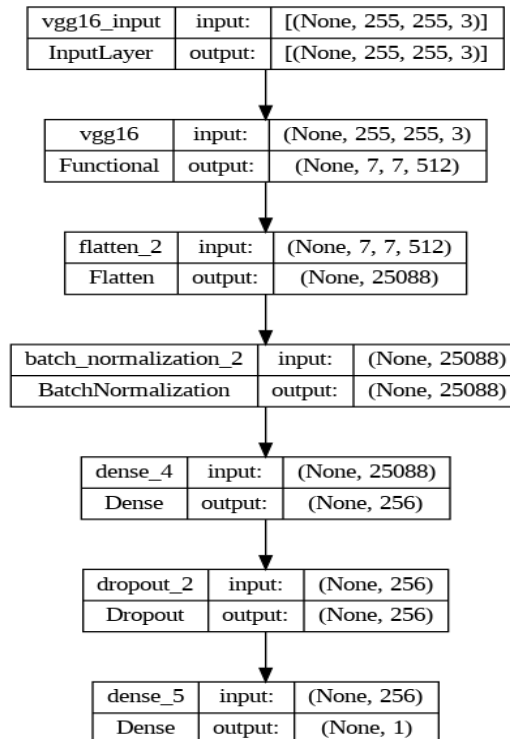 vgg16_input input: [(None, 255, 255, 3)]
InputLayer output: [(None, 255, 255, 3)]
vgg16 input: (None, 255, 255, 3)
Functional output: (None, 7, 7, 512)
flatten_2 input: (None, 7, 7, 512)
Flatten output: (None, 25088)
batch_normalization_2 input: (None, 25088)
BatchNormalization output: (None, 25088)
dense_4 input: (None, 25088)
Dense output: (None, 256)
dropout_2 input: (None, 256)
Dropout output: (None, 256)
dense_5 input: (None, 256)
Dense output: (None, 1)